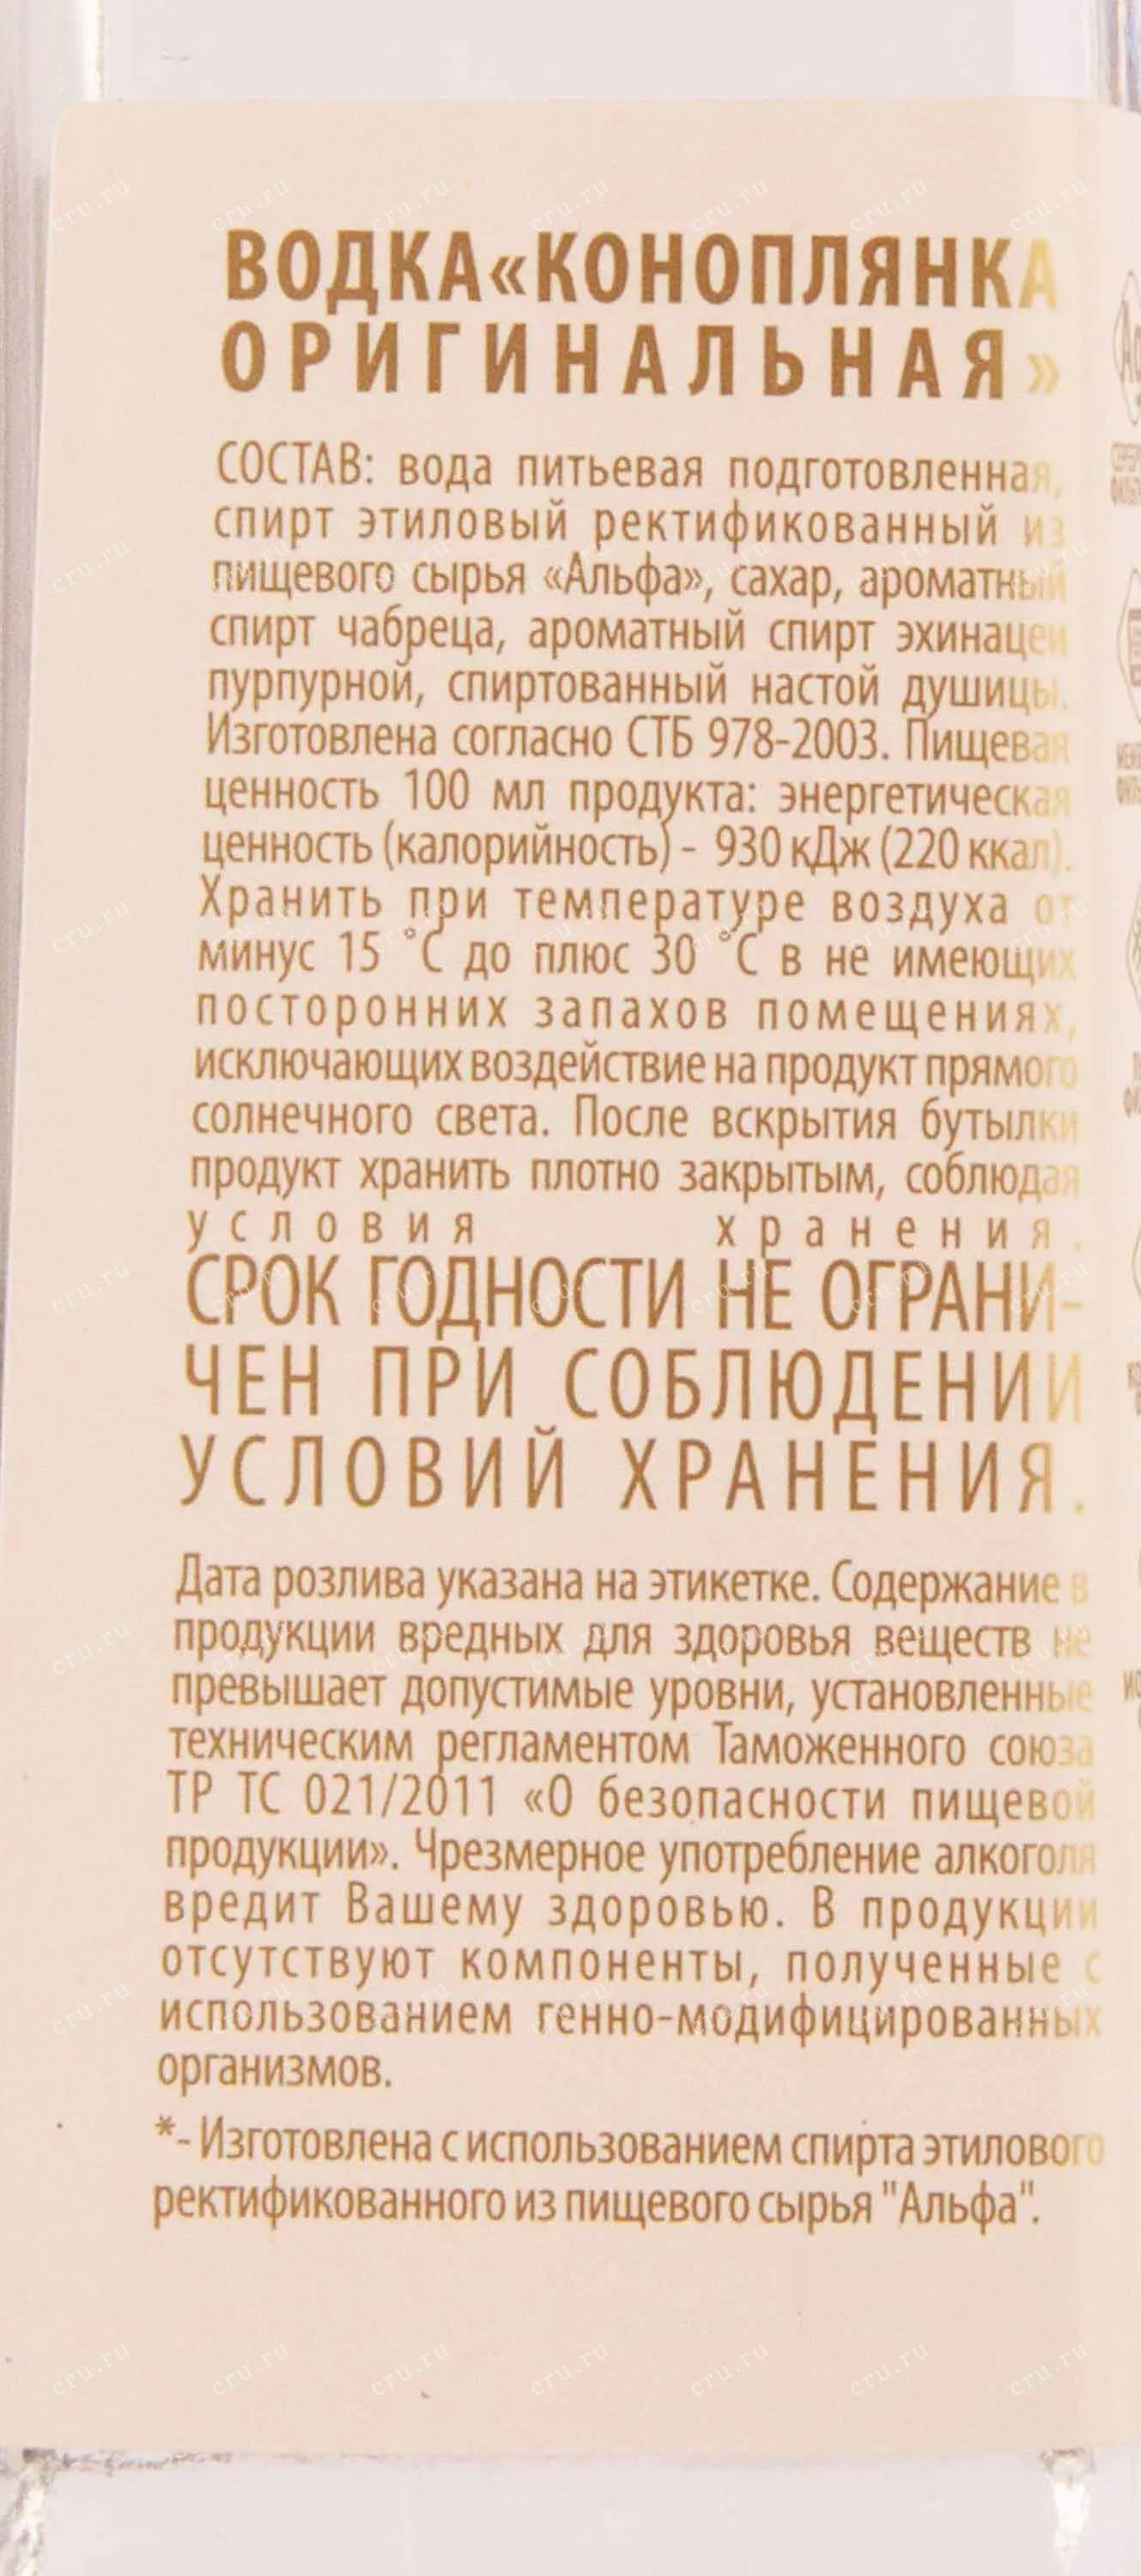 ВОДКА «КОНОПЛЯНКА
ОРИГИНАЛЬНАЯ»
СОСТАВ: вода питьевая подготовленная,
спирт этиловый ректификованный из
пищевого сырья «Альфа», сахар, ароматный
спирт чабреца, ароматный спирт эхинацеи
пурпурной, спиртованный настой душицы.
Изготовлена согласно СТБ 978-2003. Пищевая
ценность 100 мл продукта: энергетическая
ценность (калорийность) - 930 кДж (220 ккал).
Хранить при температуре воздуха от
минус 15 °С до плюс 30 °С в не имеющих
посторонних запахов помещениях,
исключающих воздействие на продукт прямого
солнечного света. После вскрытия бутылки
продукт хранить плотно закрытым, соблюдая
условия хранения.
СРОК ГОДНОСТИ НЕ ОГРАНИ-
ЧЕН ПРИ СОБЛЮДЕНИИ
УСЛОВИЙ ХРАНЕНИЯ.
Дата розлива указана на этикетке. Содержание в
продукции вредных для здоровья веществ не
превышает допустимые уровни, установленные
техническим регламентом Таможенного союза
ТР ТС 021/2011 «О безопасности пищевой
продукции». Чрезмерное употребление алкоголя
вредит Вашему здоровью. В продукции
отсутствуют компоненты, полученные с
использованием генно-модифицированных
организмов.
*- Изготовлена с использованием спирта этилового
ректификованного из пищевого сырья "Альфа".